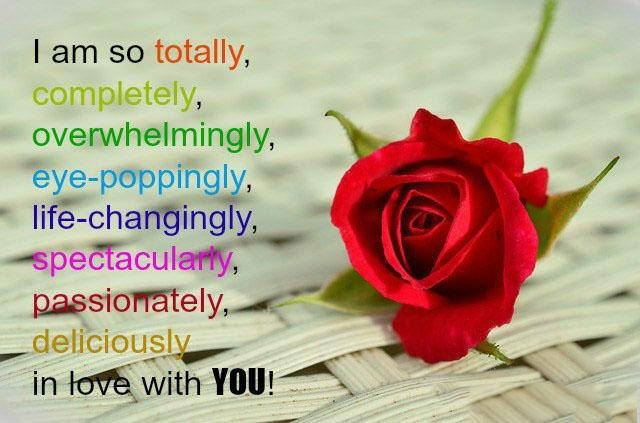 I am so totally,
completely,
overwhelmingly,
eye-poppingly,
life-changingly,
spectacularly,
passionately,
deliciously
in love with YOU!